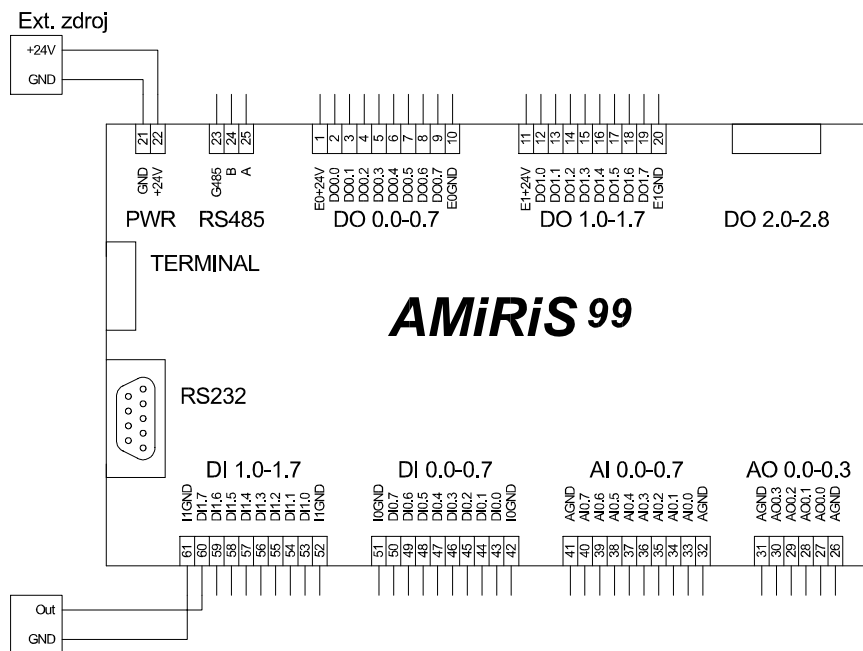 Ext. zdroj
+24V
GND
21 22 23 24 25 1 2 3 4 5 6 7 8 9 10 11 12 13 14 15 16 17 18 19 20
GND
+24V
G485
B
A
E0+24V
DO0.0
DO0.1
DO0.2
DO0.3
DO0.4
DO0.5
DO0.6
DO0.7
E0GND
E1+24V
DO1.0
DO1.1
DO1.2
DO1.3
DO1.4
DO1.5
DO1.6
DO1.7
E1GND
PWR RS485 DO 0.0-0.7 DO 1.0-1.7 DO 2.0-2.8
TERMINAL
AMiRiS 99
RS232
DI 1.0-1.7 DI 0.0-0.7 AI 0.0-0.7 AO 0.0-0.3
I1GND
DI1.7
DI1.6
DI1.5
DI1.4
DI1.3
DI1.2
DI1.1
DI1.0
I1GND
I0GND
DI0.7
DI0.6
DI0.5
DI0.4
DI0.3
DI0.2
DI0.1
DI0.0
I0GND
AGND
AI0.7
AI0.6
AI0.5
AI0.4
AI0.3
AI0.2
AI0.1
AI0.0
AGND
AGND
AO0.3
AO0.2
AO0.1
AO0.0
AGND
61 60 59 58 57 56 55 54 53 52 51 50 49 48 47 46 45 44 43 42 41 40 39 38 37 36 35 34 33 32 31 30 29 28 27 26
Out
GND